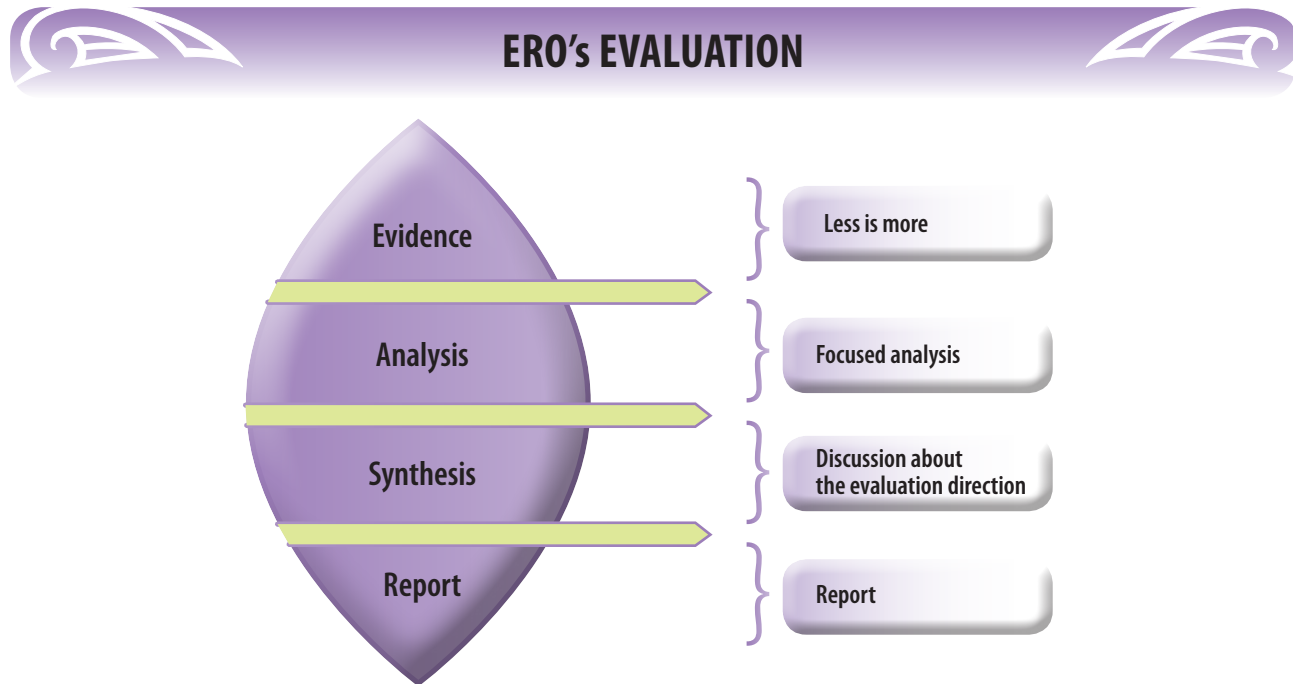 ERO's EVALUATION
Evidence
Less is more
Analysis
Focused analysis
Synthesis
Discussion about
the evaluation direction
Report
Report